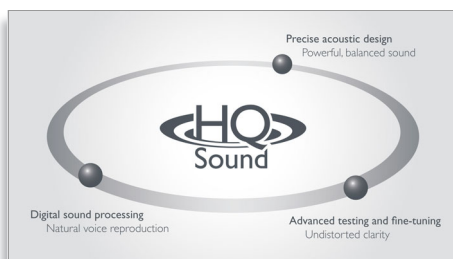 Precise acoustic design
Powerful, balanced sound
HQ
Sound
Digital sound processing
Natural voice reproduction
Advanced testing and fine-tuning
Undistorted clarity